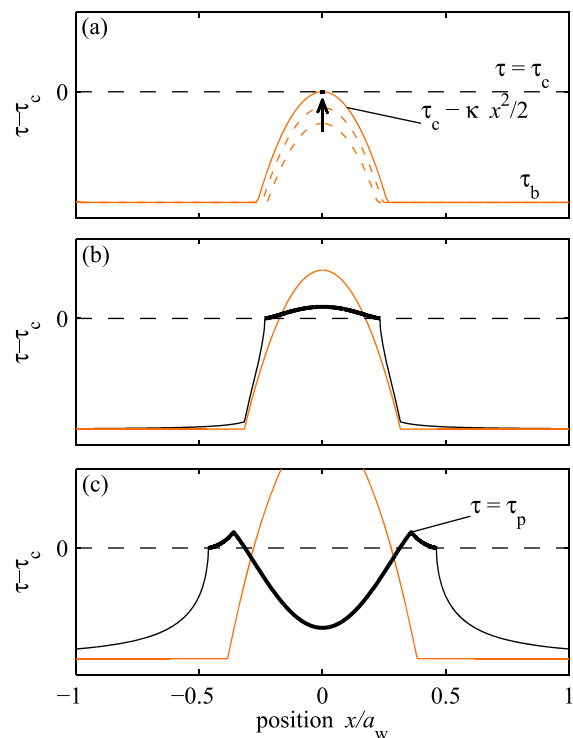 (a)
τ = τc
0
τc − κ x²/2
τ−τc
τb
(b)
0
τ−τc
(c)
τ = τp
0
τ−τc
−1 −0.5 0 0.5 1
position x/aw